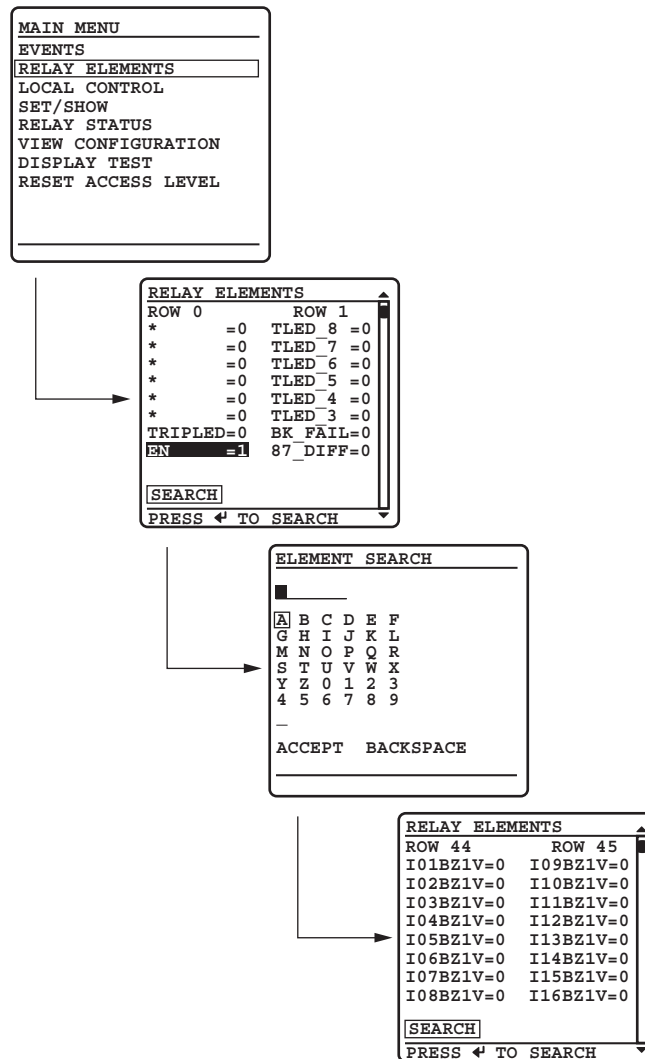 MAIN MENU
EVENTS
RELAY ELEMENTS
LOCAL CONTROL
SET/SHOW
RELAY STATUS
VIEW CONFIGURATION
DISPLAY TEST
RESET ACCESS LEVEL
RELAY ELEMENTS
ROW 0 ROW 1
* =0 TLED_8 =0
* =0 TLED_7 =0
* =0 TLED_6 =0
* =0 TLED_5 =0
* =0 TLED_4 =0
* =0 TLED_3 =0
TRIPLED=0 BK_FAIL=0
EN =1 87_DIFF=0
SEARCH
PRESS ↵ TO SEARCH
ELEMENT SEARCH
A B C D E F
G H I J K L
M N O P Q R
S T U V W X
Y Z 0 1 2 3
4 5 6 7 8 9
_
ACCEPT BACKSPACE
RELAY ELEMENTS
ROW 44 ROW 45
I01BZ1V=0 I09BZ1V=0
I02BZ1V=0 I10BZ1V=0
I03BZ1V=0 I11BZ1V=0
I04BZ1V=0 I12BZ1V=0
I05BZ1V=0 I13BZ1V=0
I06BZ1V=0 I14BZ1V=0
I07BZ1V=0 I15BZ1V=0
I08BZ1V=0 I16BZ1V=0
SEARCH
PRESS ↵ TO SEARCH